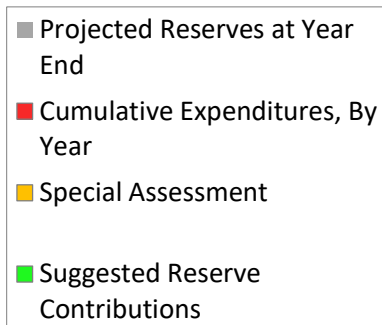 Projected Reserves at Year
End
Cumulative Expenditures, By
Year
Special Assessment
Suggested Reserve
Contributions